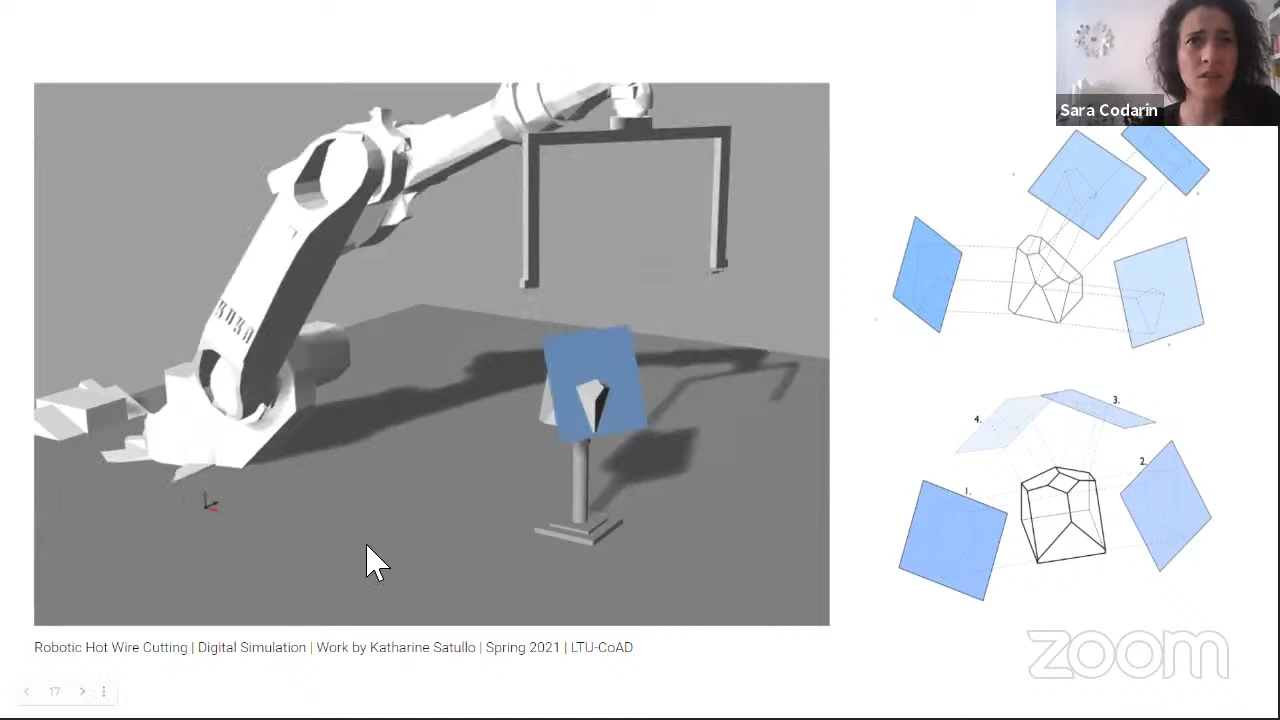 Sara Codarin
KUKA
4.
3.
2.
1.
Robotic Hot Wire Cutting | Digital Simulation | Work by Katharine Satullo | Spring 2021 | LTU-CoAD
zoom
17